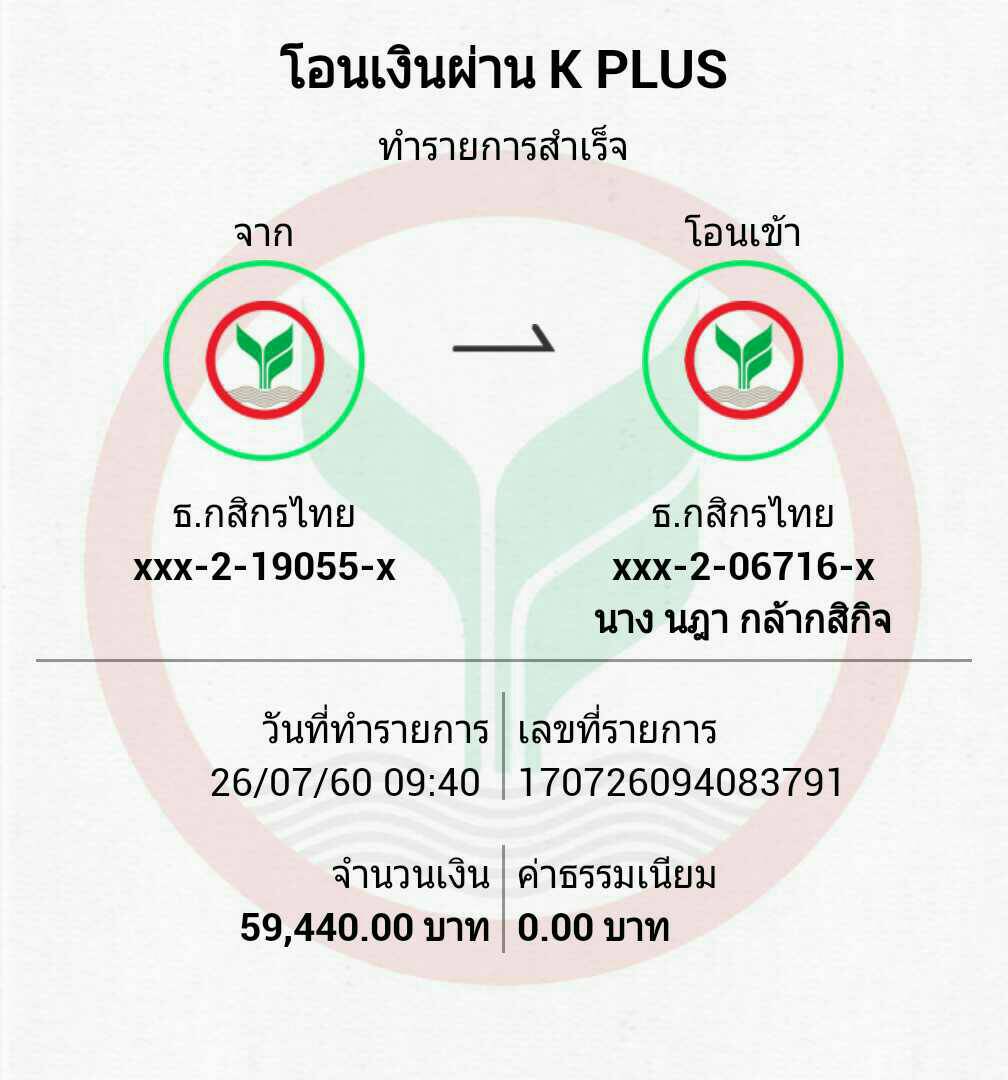 โอนเงินผ่าน K PLUS
ทำรายการสำเร็จ
จาก
โอนเข้า
ธ.กสิกรไทย
xxx-2-19055-x
ธ.กสิกรไทย
xxx-2-06716-x
นาง นฎา กล้ากสิกิจ
วันที่ทำรายการ
26/07/60 09:40
เลขที่รายการ
170726094083791
จำนวนเงิน
59,440.00 บาท
ค่าธรรมเนียม
0.00 บาท